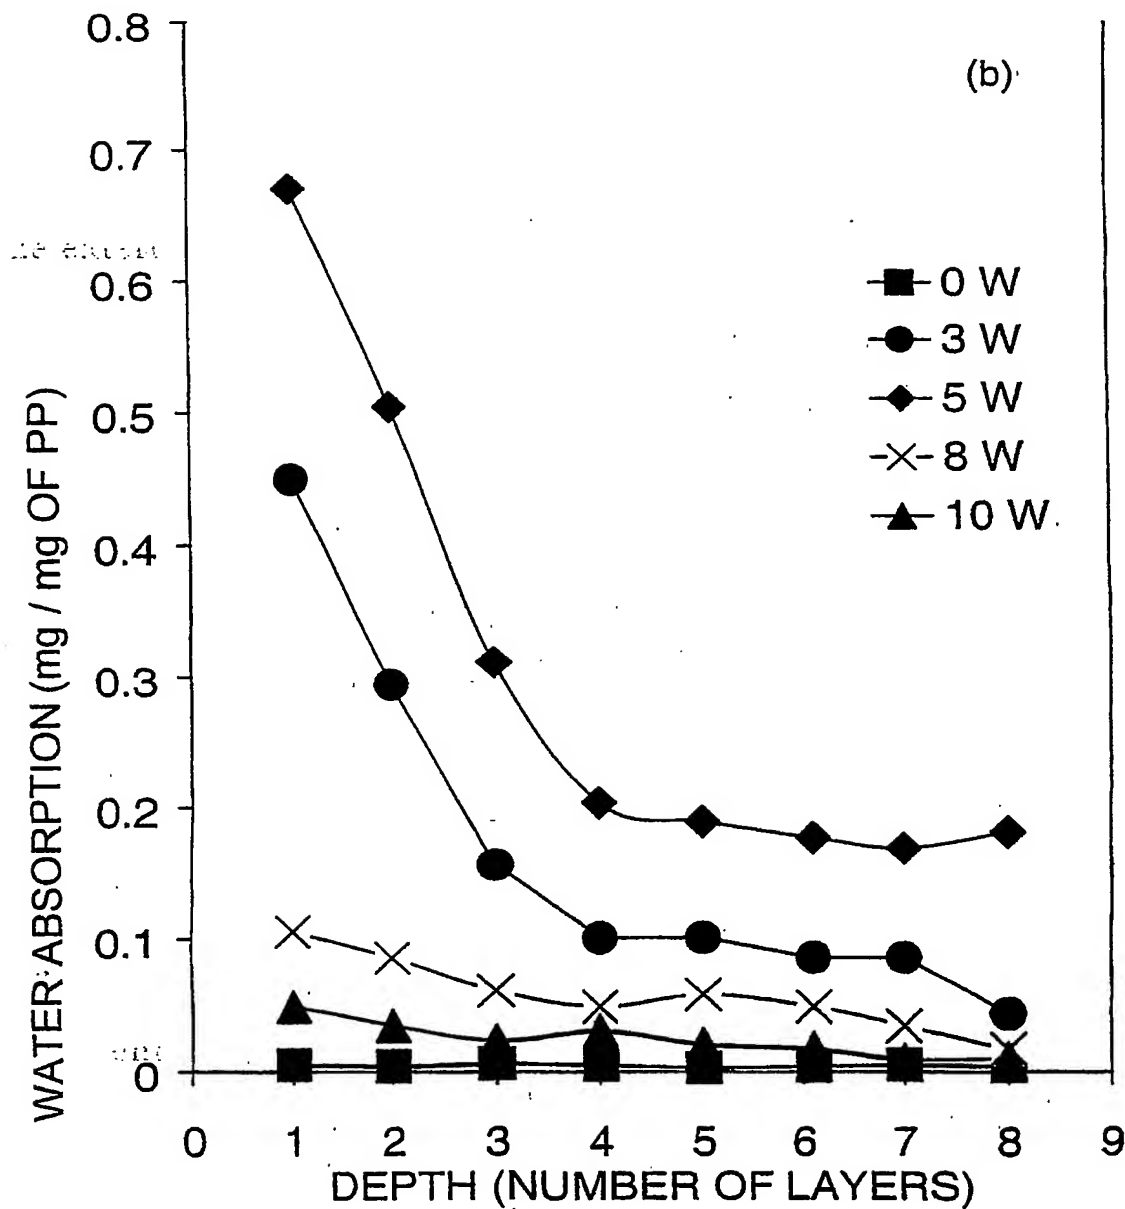 (b)
0.8
0.7
0.6
0.5
0.4
0.3
0.2
0.1
0
WATER ABSORPTION (mg / mg OF PP)
0 W
3 W
5 W
8 W
10 W
0 1 2 3 4 5 6 7 8 9
DEPTH (NUMBER OF LAYERS)